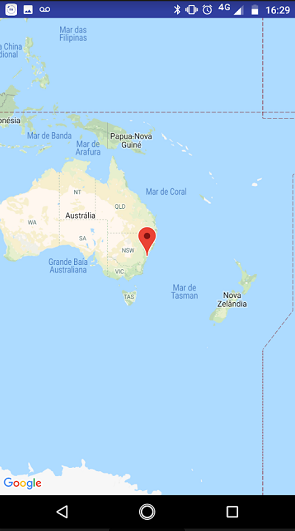 4G 16:29
Mar das
Filipinas
a China
dional
onésia
Papua-Nova
Guiné
Mar de Banda
Mar de
Arafura
Mar de Coral
NT
QLD
Austrália
WA
SA
NSW
Grande Baía
Australiana
VIC
Mar de
Tasman
TAS
Nova
Zelândia
Google